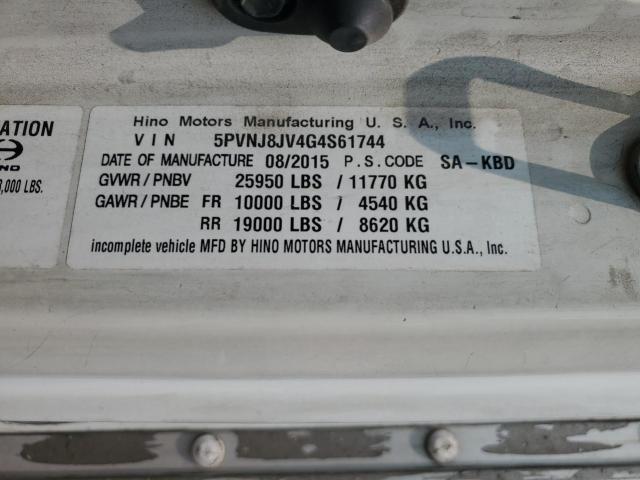 ATION
NO
,000 LBS.
Hino Motors Manufacturing U. S. A., Inc.
VIN 5PVNJ8JV4G4S61744
DATE OF MANUFACTURE 08/2015 P.S.CODE SA-KBD
GVWR / PNBV 25950 LBS / 11770 KG
GAWR / PNBE FR 10000 LBS / 4540 KG
RR 19000 LBS / 8620 KG
incomplete vehicle MFD BY HINO MOTORS MANUFACTURING U.S.A., Inc.